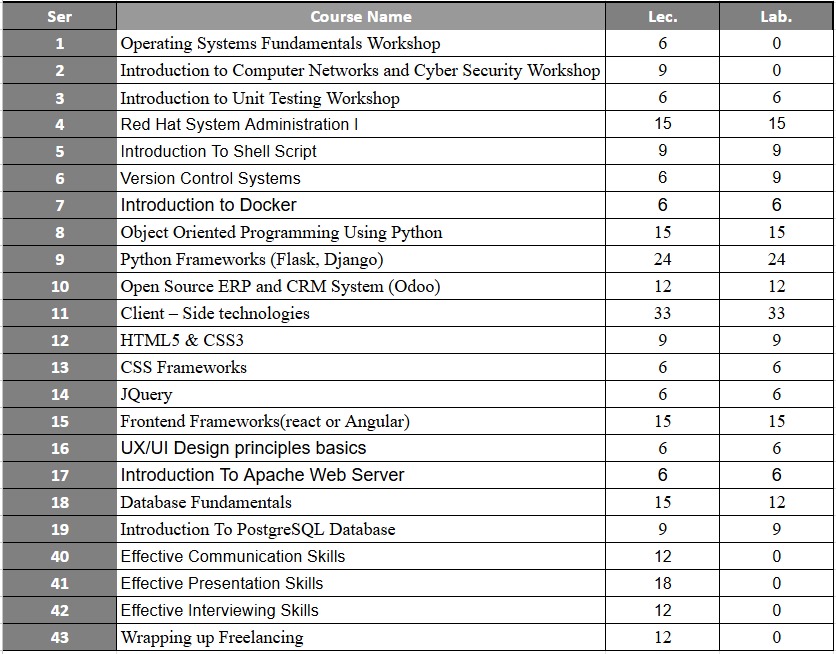 Ser Course Name Lec. Lab.
1 Operating Systems Fundamentals Workshop 6 0
2 Introduction to Computer Networks and Cyber Security Workshop 9 0
3 Introduction to Unit Testing Workshop 6 6
4 Red Hat System Administration I 15 15
5 Introduction To Shell Script 9 9
6 Version Control Systems 6 9
7 Introduction to Docker 6 6
8 Object Oriented Programming Using Python 15 15
9 Python Frameworks (Flask, Django) 24 24
10 Open Source ERP and CRM System (Odoo) 12 12
11 Client – Side technologies 33 33
12 HTML5 & CSS3 9 9
13 CSS Frameworks 6 6
14 JQuery 6 6
15 Frontend Frameworks(react or Angular) 15 15
16 UX/UI Design principles basics 6 6
17 Introduction To Apache Web Server 6 6
18 Database Fundamentals 15 12
19 Introduction To PostgreSQL Database 9 9
40 Effective Communication Skills 12 0
41 Effective Presentation Skills 18 0
42 Effective Interviewing Skills 12 0
43 Wrapping up Freelancing 12 0